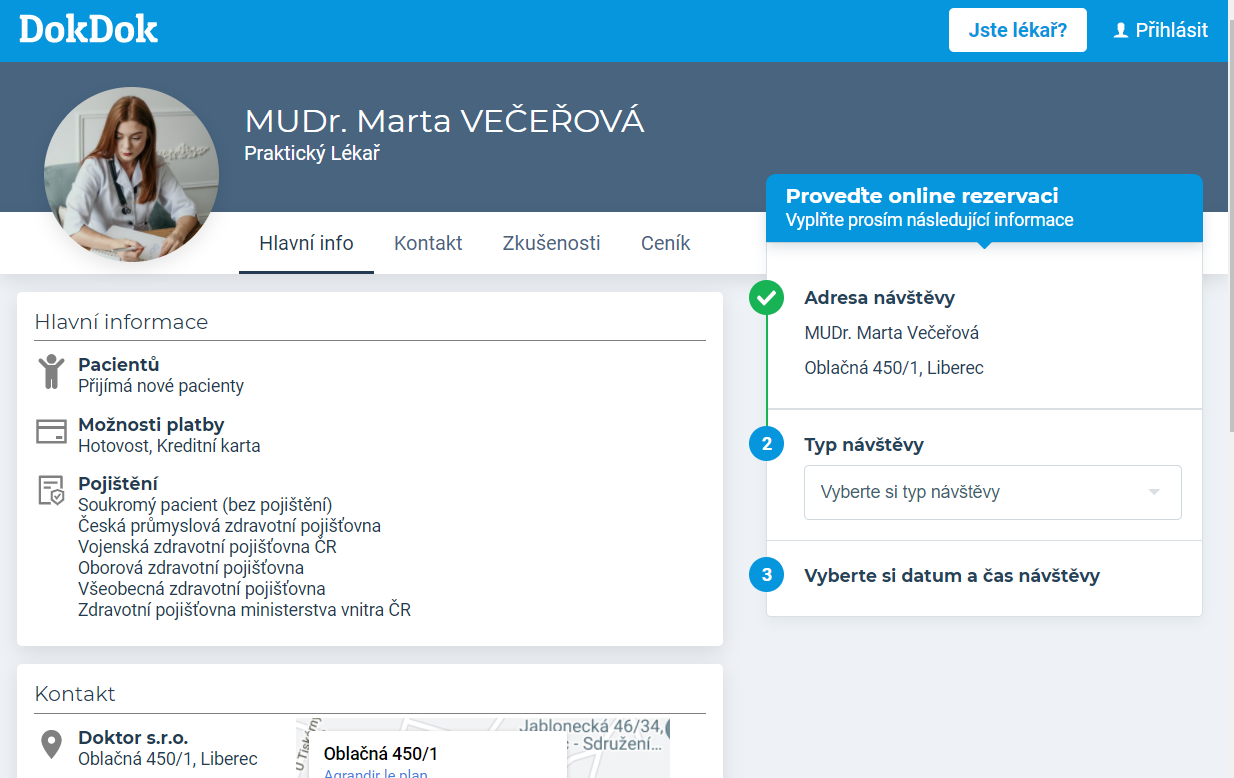 DokDok
Jste lékař?
Přihlásit
MUDr. Marta VEČEŘOVÁ
Praktický Lékař
Hlavní info
Kontakt
Zkušenosti
Ceník
Hlavní informace
Pacientů
Přijímá nové pacienty
Možnosti platby
Hotovost, Kreditní karta
Pojištění
Soukromý pacient (bez pojištění)
Česká průmyslová zdravotní pojišťovna
Vojenská zdravotní pojišťovna ČR
Oborová zdravotní pojišťovna
Všeobecná zdravotní pojišťovna
Zdravotní pojišťovna ministerstva vnitra ČR
Kontakt
Doktor s.r.o.
Oblačná 450/1, Liberec
Jablonecká 46/34,
- Sdružení...
Oblačná 450/1
Agrandir le plan
Proveďte online rezervaci
Vyplňte prosím následující informace
Adresa návštěvy
MUDr. Marta Večeřová
Oblačná 450/1, Liberec
2
Typ návštěvy
Vyberte si typ návštěvy
3
Vyberte si datum a čas návštěvy